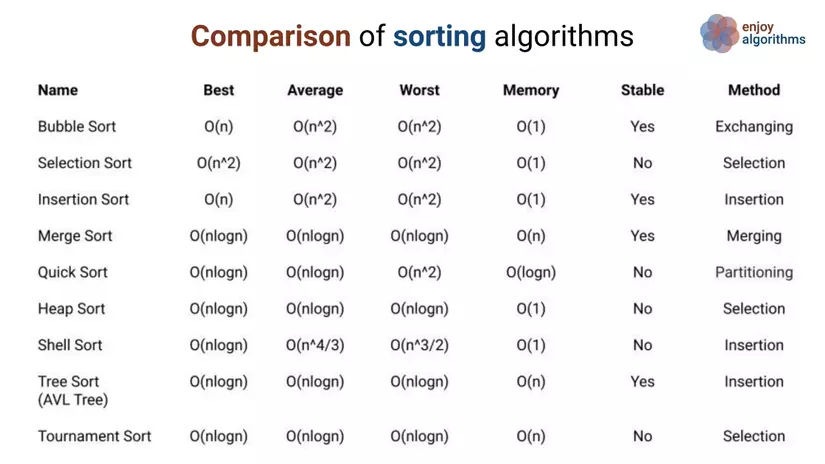 Comparison of sorting algorithms
enjoy
algorithms
Name Best Average Worst Memory Stable Method
Bubble Sort O(n) O(n^2) O(n^2) O(1) Yes Exchanging
Selection Sort O(n^2) O(n^2) O(n^2) O(1) No Selection
Insertion Sort O(n) O(n^2) O(n^2) O(1) Yes Insertion
Merge Sort O(nlogn) O(nlogn) O(nlogn) O(n) Yes Merging
Quick Sort O(nlogn) O(nlogn) O(n^2) O(logn) No Partitioning
Heap Sort O(nlogn) O(nlogn) O(nlogn) O(1) No Selection
Shell Sort O(nlogn) O(n^4/3) O(n^3/2) O(1) No Insertion
Tree Sort O(nlogn) O(nlogn) O(nlogn) O(n) Yes Insertion
(AVL Tree)
Tournament Sort O(nlogn) O(nlogn) O(nlogn) O(n) No Selection